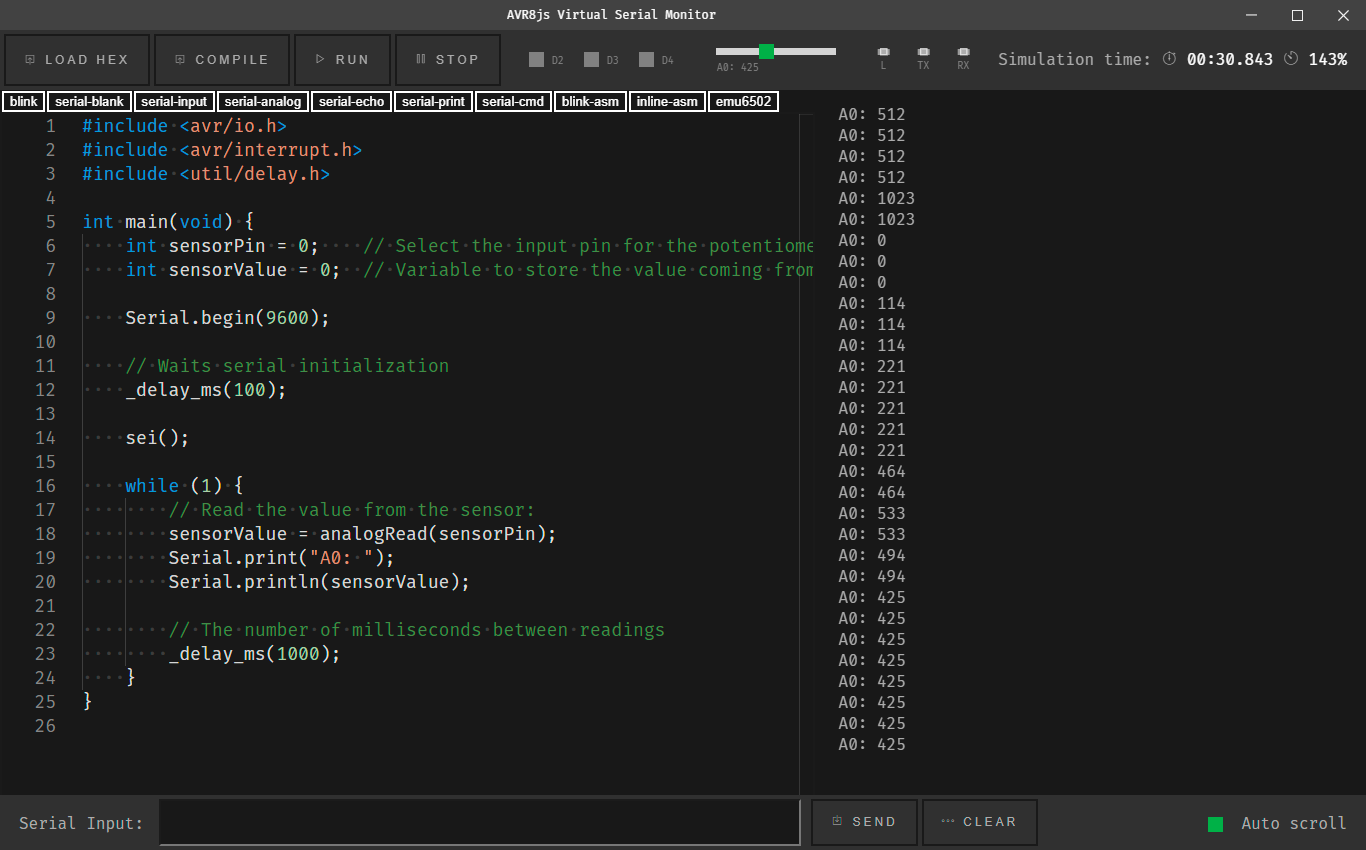 AVR8js Virtual Serial Monitor
LOAD HEX COMPILE RUN STOP D2 D3 D4 A0: 425 L TX RX Simulation time: 00:30.843 143%
blink serial-blank serial-input serial-analog serial-echo serial-print serial-cmd blink-asm inline-asm emu6502
1 #include <avr/io.h>
2 #include <avr/interrupt.h>
3 #include <util/delay.h>
4
5 int main(void) {
6 int sensorPin = 0; // Select the input pin for the potentiome
7 int sensorValue = 0; // Variable to store the value coming from
8
9 Serial.begin(9600);
10
11 // Waits serial initialization
12 _delay_ms(100);
13
14 sei();
15
16 while (1) {
17 // Read the value from the sensor:
18 sensorValue = analogRead(sensorPin);
19 Serial.print("A0: ");
20 Serial.println(sensorValue);
21
22 // The number of milliseconds between readings
23 _delay_ms(1000);
24 }
25 }
26
A0: 512
A0: 512
A0: 512
A0: 512
A0: 1023
A0: 1023
A0: 0
A0: 0
A0: 0
A0: 114
A0: 114
A0: 114
A0: 221
A0: 221
A0: 221
A0: 221
A0: 221
A0: 464
A0: 464
A0: 533
A0: 533
A0: 494
A0: 494
A0: 425
A0: 425
A0: 425
A0: 425
A0: 425
A0: 425
A0: 425
A0: 425
Serial Input: SEND CLEAR Auto scroll